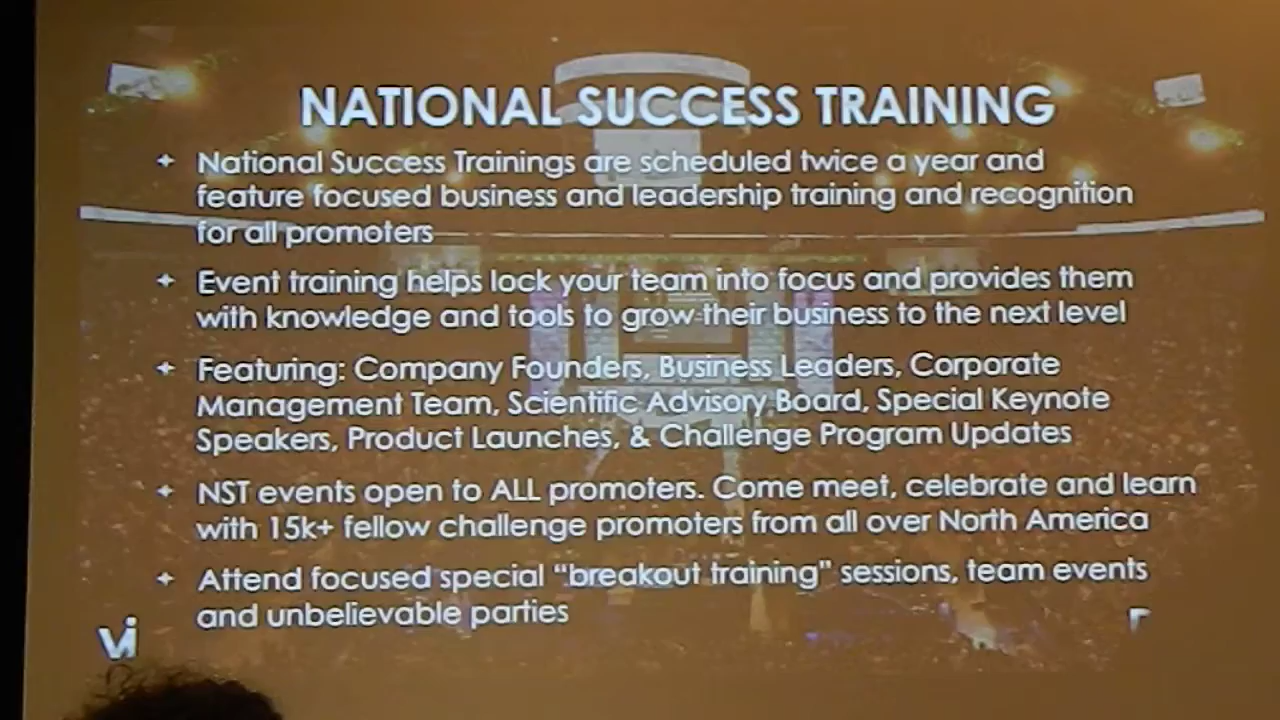 NATIONAL SUCCESS TRAINING
+ National Success Trainings are scheduled twice a year and
feature focused business and leadership training and recognition
for all promoters
+ Event training helps lock your team into focus and provides them
with knowledge and tools to grow their business to the next level
+ Featuring: Company Founders, Business Leaders, Corporate
Management Team, Scientific Advisory Board, Special Keynote
Speakers, Product Launches, & Challenge Program Updates
+ NST events open to ALL promoters. Come meet, celebrate and learn
with 15k+ fellow challenge promoters from all over North America
+ Attend focused special “breakout training” sessions, team events
and unbelievable parties
Vi